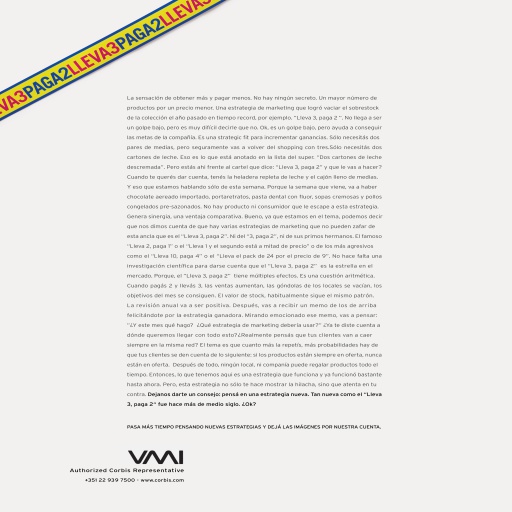 LLEVA3PAGA2LLEVA3PAGA2LLEVA3
La sensación de obtener más y pagar menos. No hay ningún secreto. Un mayor número de
productos por un precio menor. Una estrategia de marketing que logró vaciar el sobrestock
de la colección el año pasado en tiempo record, por ejemplo. "Lleva 3, paga 2 ". No llega a ser
un golpe bajo, pero es muy difícil decirle que no. Ok, es un golpe bajo, pero ayuda a conseguir
las metas de la compañía. Es una strategic fit para incrementar ganancias. Sólo necesitás dos
pares de medias, pero seguramente vas a volver del shopping con tres.Sólo necesitás dos
cartones de leche. Eso es lo que está anotado en la lista del super. "Dos cartones de leche
descremada". Pero estás ahí frente al cartel que dice: "Lleva 3, paga 2" y que le vas a hacer?
Cuando te querés dar cuenta, tenés la heladera repleta de leche y el cajón lleno de medias.
Y eso que estamos hablando sólo de esta semana. Porque la semana que viene, va a haber
chocolate aereado importado, portaretratos, pasta dental con fluor, sopas cremosas y pollos
congelados pre-sazonados. No hay producto ni consumidor que le escape a esta estrategia.
Genera sinergia, una ventaja comparativa. Bueno, ya que estamos en el tema, podemos decir
que nos dimos cuenta de que hay varias estrategias de marketing que no pueden zafar de
esta ancla que es el "Lleva 3, paga 2". Ni del "3, paga 2", ni de sus primos hermanos. El famoso
"Lleva 2, paga 1" o el "Lleva 1 y el segundo está a mitad de precio" o de los más agresivos
como el "Lleva 10, paga 4" o el "Lleva el pack de 24 por el precio de 9". No hace falta una
investigación científica para darse cuenta que el "Lleva 3, paga 2" es la estrella en el
mercado. Porque, el "Lleva 3, paga 2" tiene múltiples efectos. Es una cuestión aritmética.
Cuando pagás 2 y llevás 3, las ventas aumentan, las góndolas de los locales se vacían, los
objetivos del mes se consiguen. El valor de stock, habitualmente sigue el mismo patrón.
La revisión anual va a ser positiva. Después, vas a recibir un memo de los de arriba
felicitándote por la estrategia ganadora. Mirando emocionado ese memo, vas a pensar:
"¿Y este mes qué hago? ¿Qué estrategia de marketing debería usar?" ¿Ya te diste cuenta a
dónde queremos llegar con todo esto?¿Realmente pensás que tus clientes van a caer
siempre en la misma red? El tema es que cuanto más la repetís, más probabilidades hay de
que tus clientes se den cuenta de lo siguiente: si los productos están siempre en oferta, nunca
están en oferta. Después de todo, ningún local, ni compañía puede regalar productos todo el
tiempo. Entonces, lo que tenemos aquí es una estrategia que funciona y ya funcionó bastante
hasta ahora. Pero, esta estrategia no sólo te hace mostrar la hilacha, sino que atenta en tu
contra. Dejanos darte un consejo: pensá en una estrategia nueva. Tan nueva como el "Lleva
3, paga 2" fue hace más de medio siglo. ¿Ok?
PASA MÁS TIEMPO PENSANDO NUEVAS ESTRATEGIAS Y DEJÁ LAS IMÁGENES POR NUESTRA CUENTA.
VMI
Authorized Corbis Representative
+351 22 939 7500 - www.corbis.com